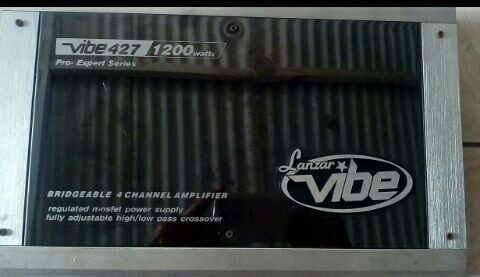 vibe 427 / 1200 watts
Pro- Expert Series
Lanzar
vibe
BRIDGEABLE 4 CHANNEL AMPLIFIER
regulated mosfet power supply
fully adjustable high/low pass crossover